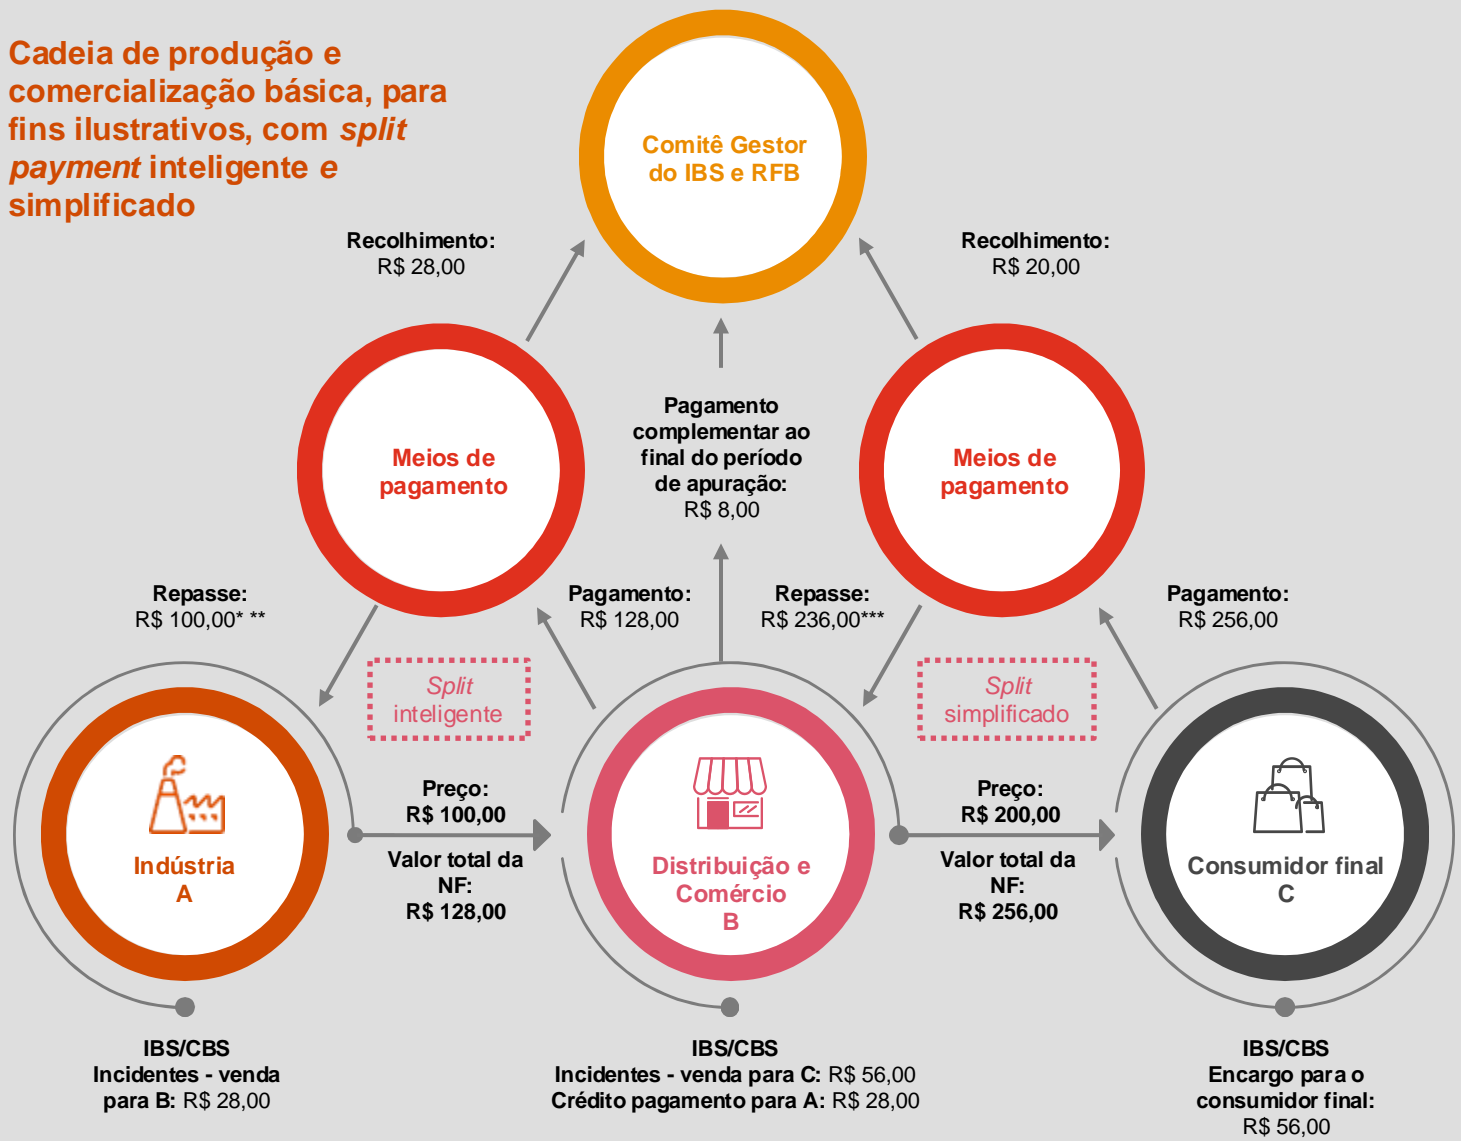 Cadeia de produção e
comercialização básica, para
fins ilustrativos, com split
payment inteligente e
simplificado
Comitê Gestor
do IBS e RFB
Recolhimento:
R$ 28,00
Recolhimento:
R$ 20,00
Meios de
pagamento
Pagamento
complementar ao
final do período
de apuração:
R$ 8,00
Meios de
pagamento
Repasse:
R$ 100,00* **
Pagamento:
R$ 128,00
Repasse:
R$ 236,00***
Pagamento:
R$ 256,00
Split
inteligente
Split
simplificado
Indústria
A
Preço:
R$ 100,00
Valor total da
NF:
R$ 128,00
Distribuição e
Comércio
B
Preço:
R$ 200,00
Valor total da
NF:
R$ 256,00
Consumidor final
C
IBS/CBS
Incidentes - venda
para B: R$ 28,00
IBS/CBS
Incidentes - venda para C: R$ 56,00
Crédito pagamento para A: R$ 28,00
IBS/CBS
Encargo para o
consumidor final:
R$ 56,00